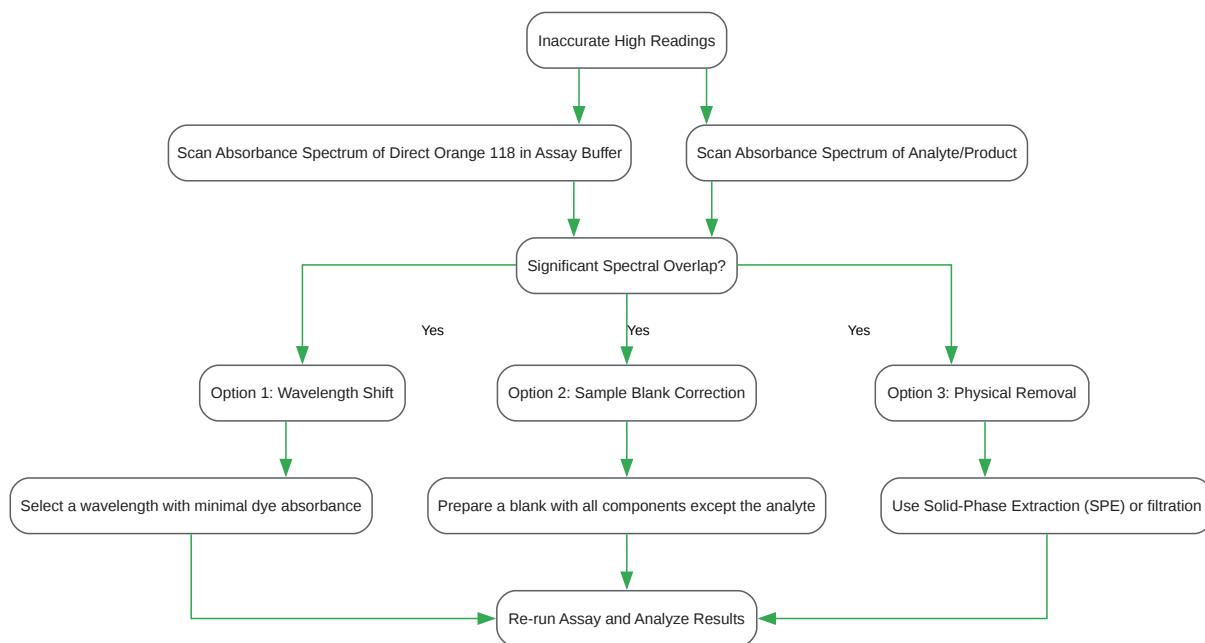 Inaccurate High Readings
Scan Absorbance Spectrum of Direct Orange 118 in Assay Buffer
Scan Absorbance Spectrum of Analyte/Product
Significant Spectral Overlap?
Yes
Yes
Yes
Option 1: Wavelength Shift
Option 2: Sample Blank Correction
Option 3: Physical Removal
Select a wavelength with minimal dye absorbance
Prepare a blank with all components except the analyte
Use Solid-Phase Extraction (SPE) or filtration
Re-run Assay and Analyze Results